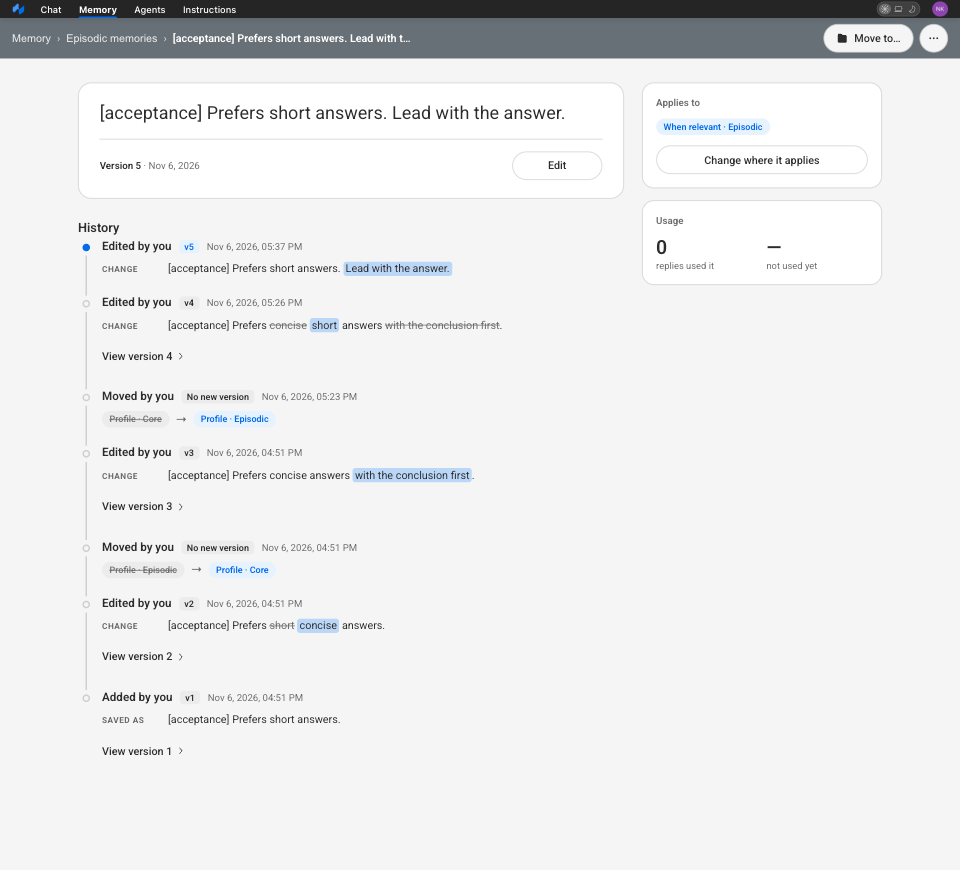 Chat Memory Agents Instructions NK
Memory › Episodic memories › [acceptance] Prefers short answers. Lead with t...
Move to...
[acceptance] Prefers short answers. Lead with the answer.
Version 5 · Nov 6, 2026
Edit
Applies to
When relevant · Episodic
Change where it applies
Usage
0 —
replies used it not used yet
History
Edited by you v5 Nov 6, 2026, 05:37 PM
CHANGE [acceptance] Prefers short answers. Lead with the answer.
Edited by you v4 Nov 6, 2026, 05:26 PM
CHANGE [acceptance] Prefers concise short answers with the conclusion first.
View version 4 ›
Moved by you No new version Nov 6, 2026, 05:23 PM
Profile · Core → Profile · Episodic
Edited by you v3 Nov 6, 2026, 04:51 PM
CHANGE [acceptance] Prefers concise answers with the conclusion first.
View version 3 ›
Moved by you No new version Nov 6, 2026, 04:51 PM
Profile · Episodic → Profile · Core
Edited by you v2 Nov 6, 2026, 04:51 PM
CHANGE [acceptance] Prefers short concise answers.
View version 2 ›
Added by you v1 Nov 6, 2026, 04:51 PM
SAVED AS [acceptance] Prefers short answers.
View version 1 ›